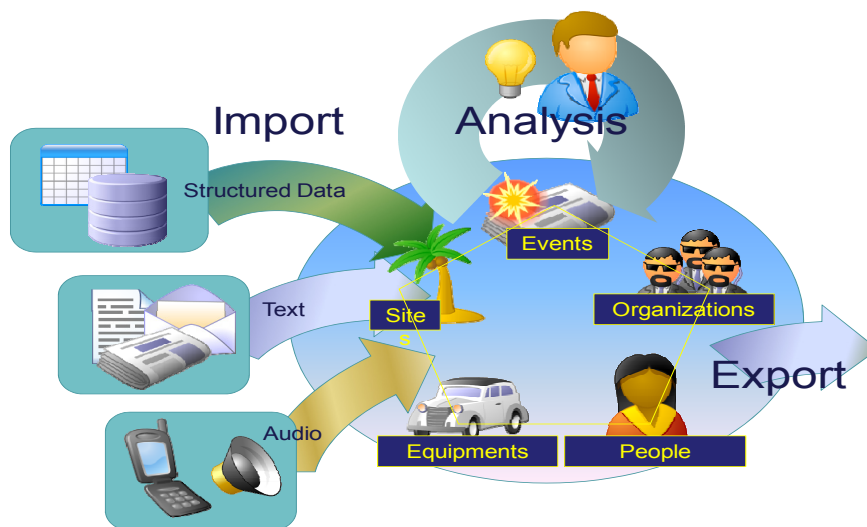 Import
Analysis
Structured Data
Events
Text
Site
s
Organizations
Export
Audio
Equipments
People